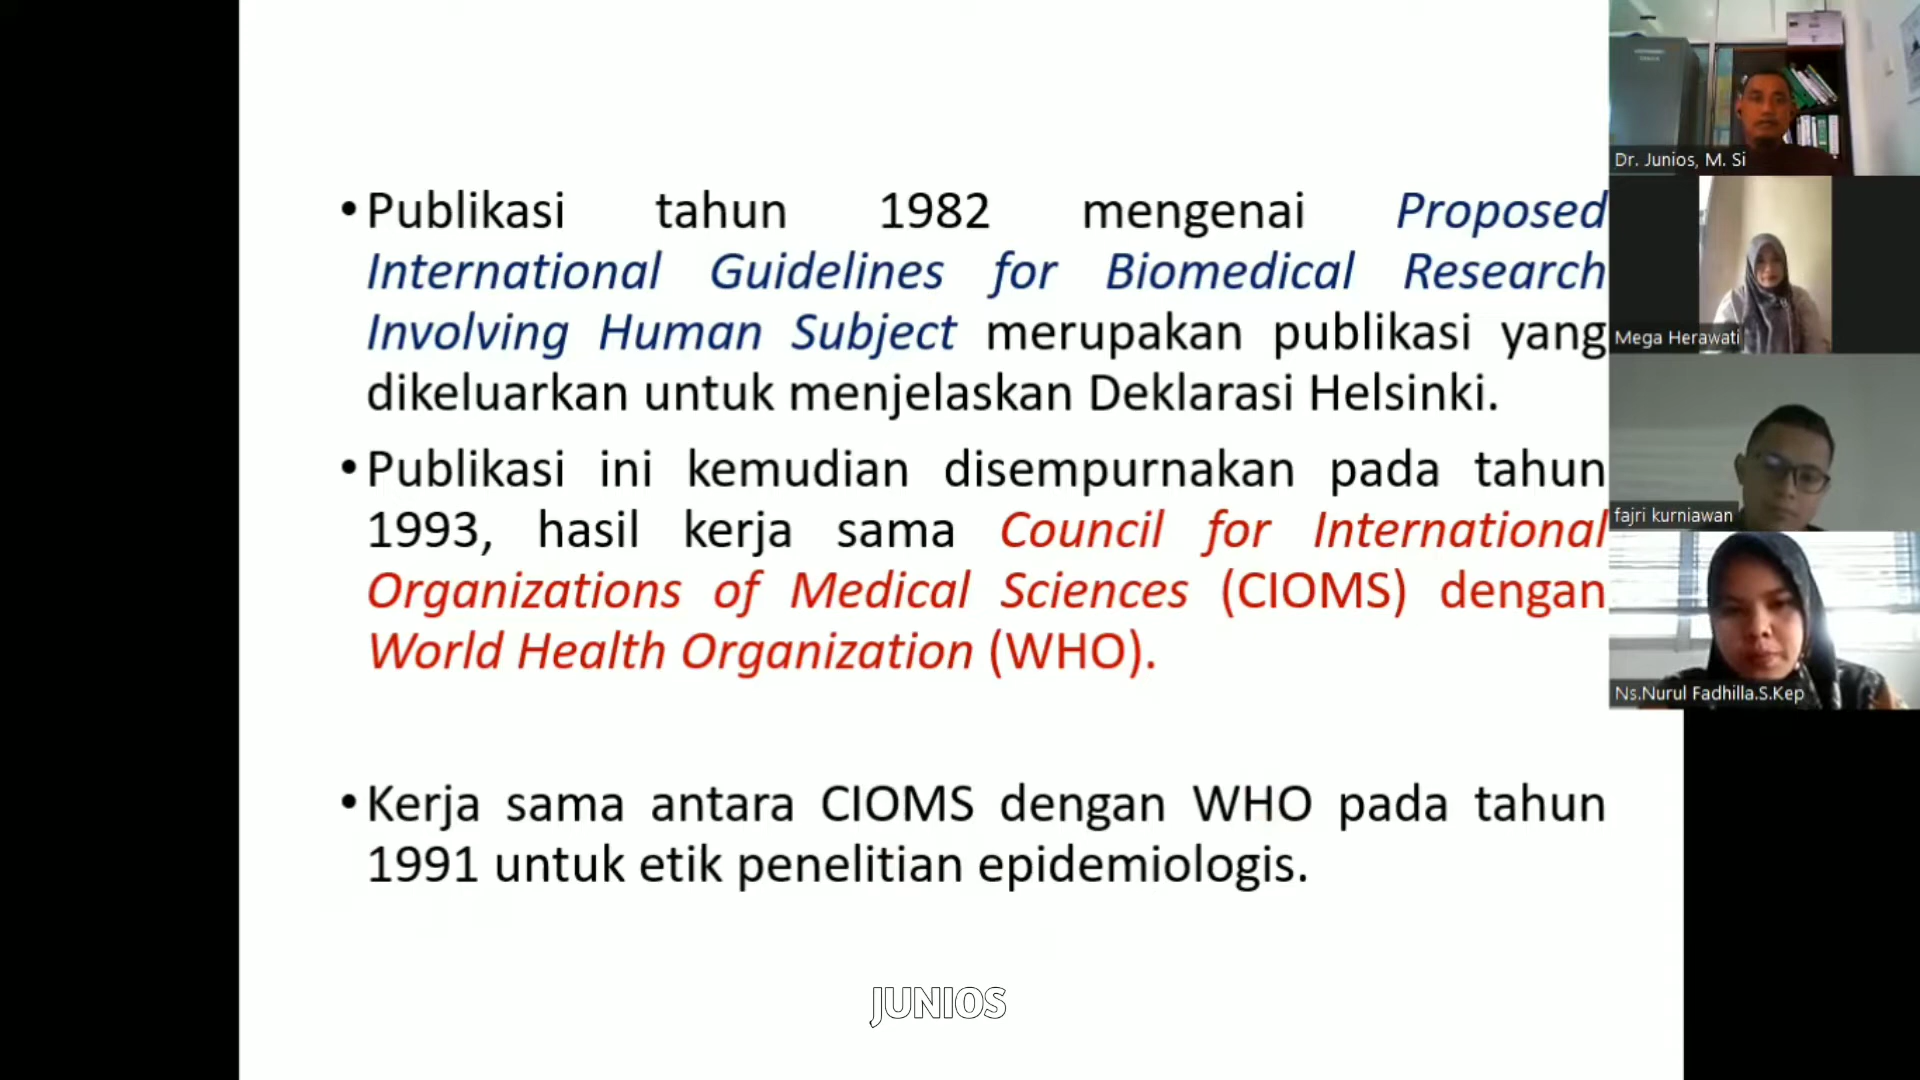 •Publikasi tahun 1982 mengenai Proposed
International Guidelines for Biomedical Research
Involving Human Subject merupakan publikasi yang
dikeluarkan untuk menjelaskan Deklarasi Helsinki.
•Publikasi ini kemudian disempurnakan pada tahun
1993, hasil kerja sama Council for International
Organizations of Medical Sciences (CIOMS) dengan
World Health Organization (WHO).
•Kerja sama antara CIOMS dengan WHO pada tahun
1991 untuk etik penelitian epidemiologis.
JUNIOS
Dr. Junios, M. Si
Mega Herawati
fajri kurniawan
Ns.Nurul Fadhilla.S.Kep